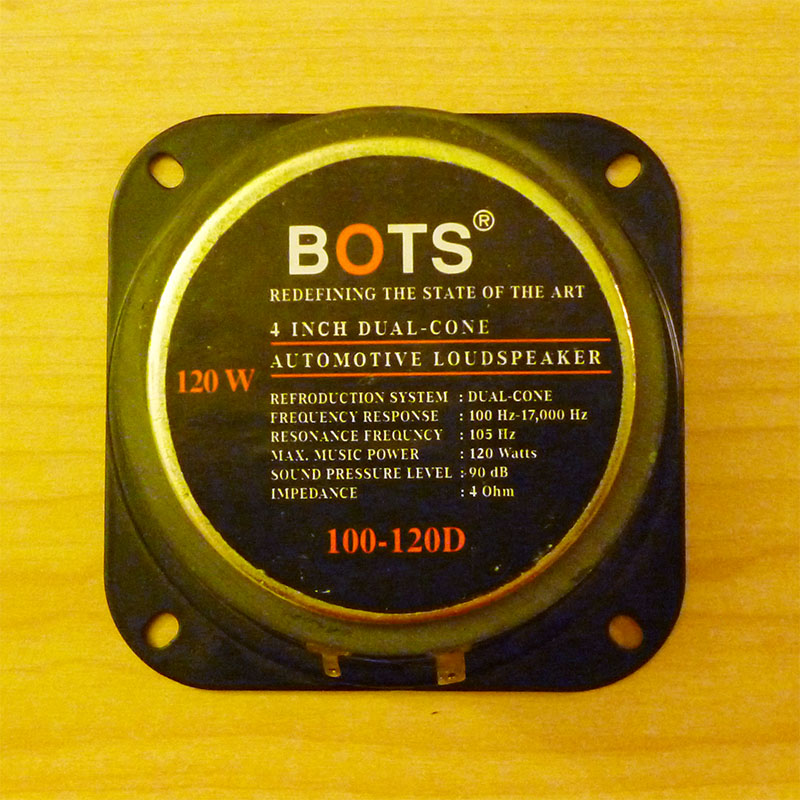 BOTS®
REDEFINING THE STATE OF THE ART
4 INCH DUAL-CONE
AUTOMOTIVE LOUDSPEAKER
120 W
REFRODUCTION SYSTEM : DUAL-CONE
FREQUENCY RESPONSE : 100 Hz-17,000 Hz
RESONANCE FREQUNCY : 105 Hz
MAX. MUSIC POWER : 120 Watts
SOUND PRESSURE LEVEL : 90 dB
IMPEDANCE : 4 Ohm
100-120D